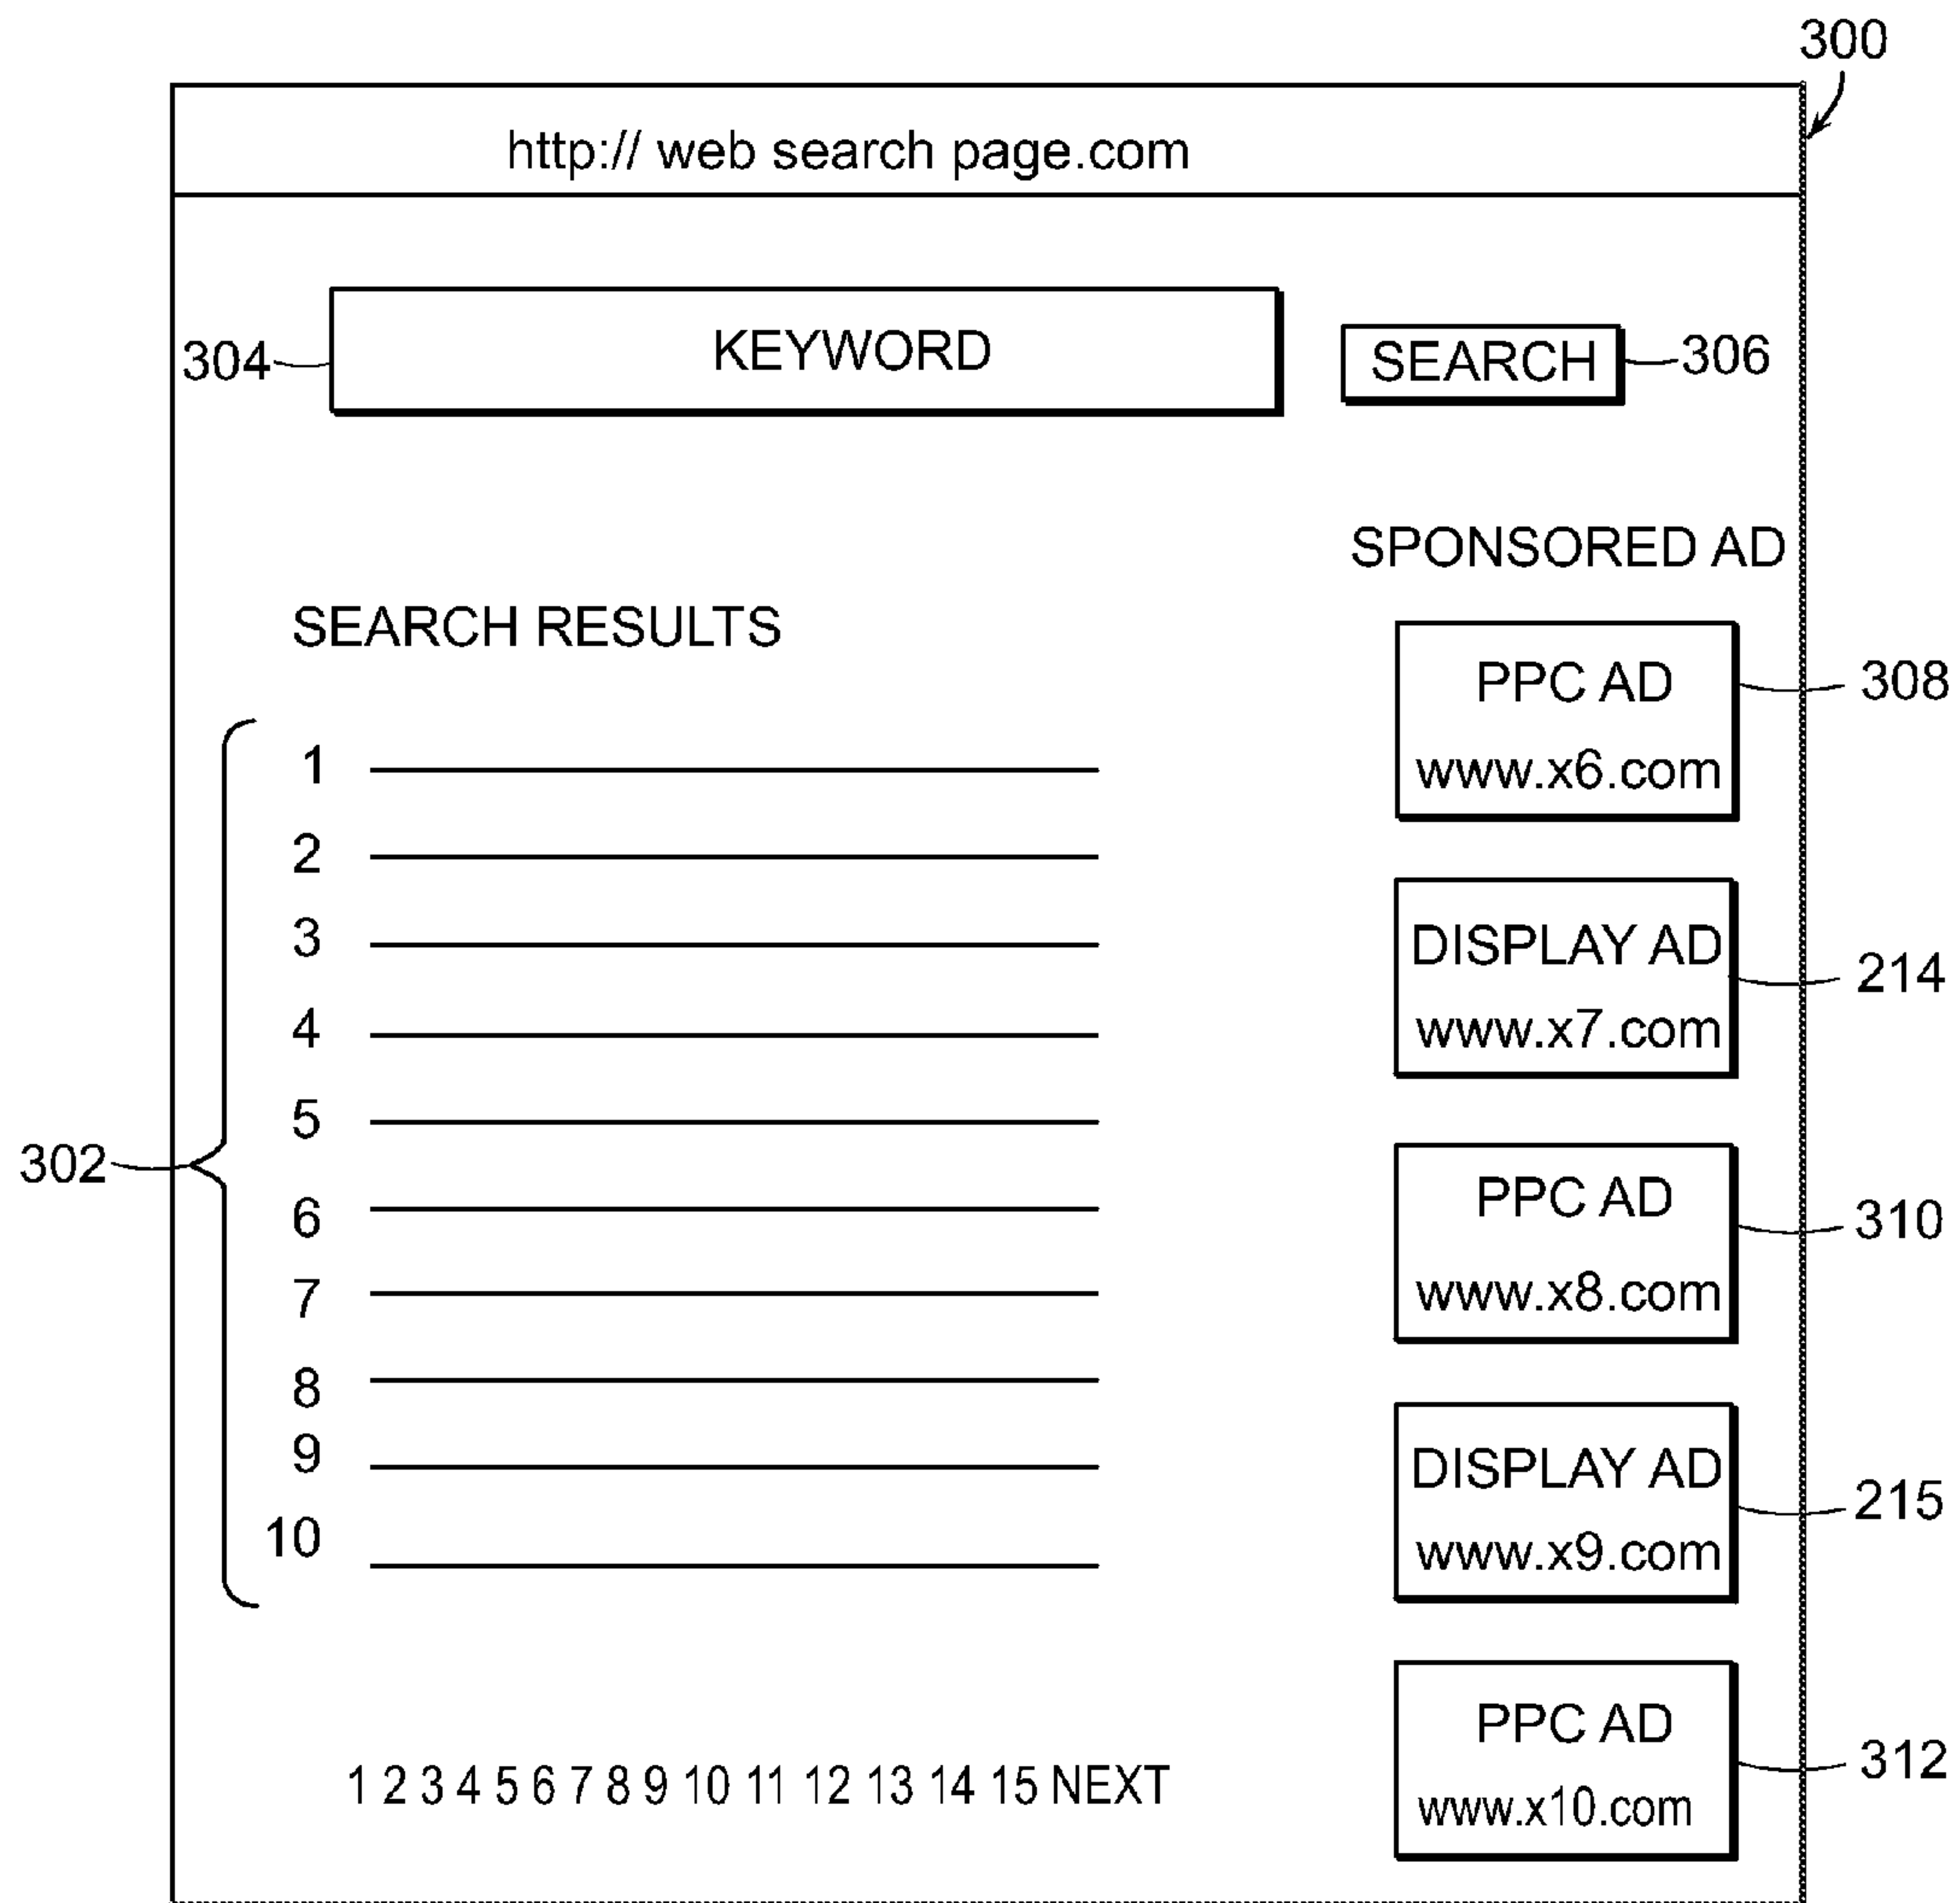 300
http:// web search page.com
304
KEYWORD
SEARCH
306
SPONSORED AD
SEARCH RESULTS
302
1
2
3
4
5
6
7
8
9
10
PPC AD
www.x6.com
308
DISPLAY AD
www.x7.com
214
PPC AD
www.x8.com
310
DISPLAY AD
www.x9.com
215
PPC AD
www.x10.com
312
1 2 3 4 5 6 7 8 9 10 11 12 13 14 15 NEXT